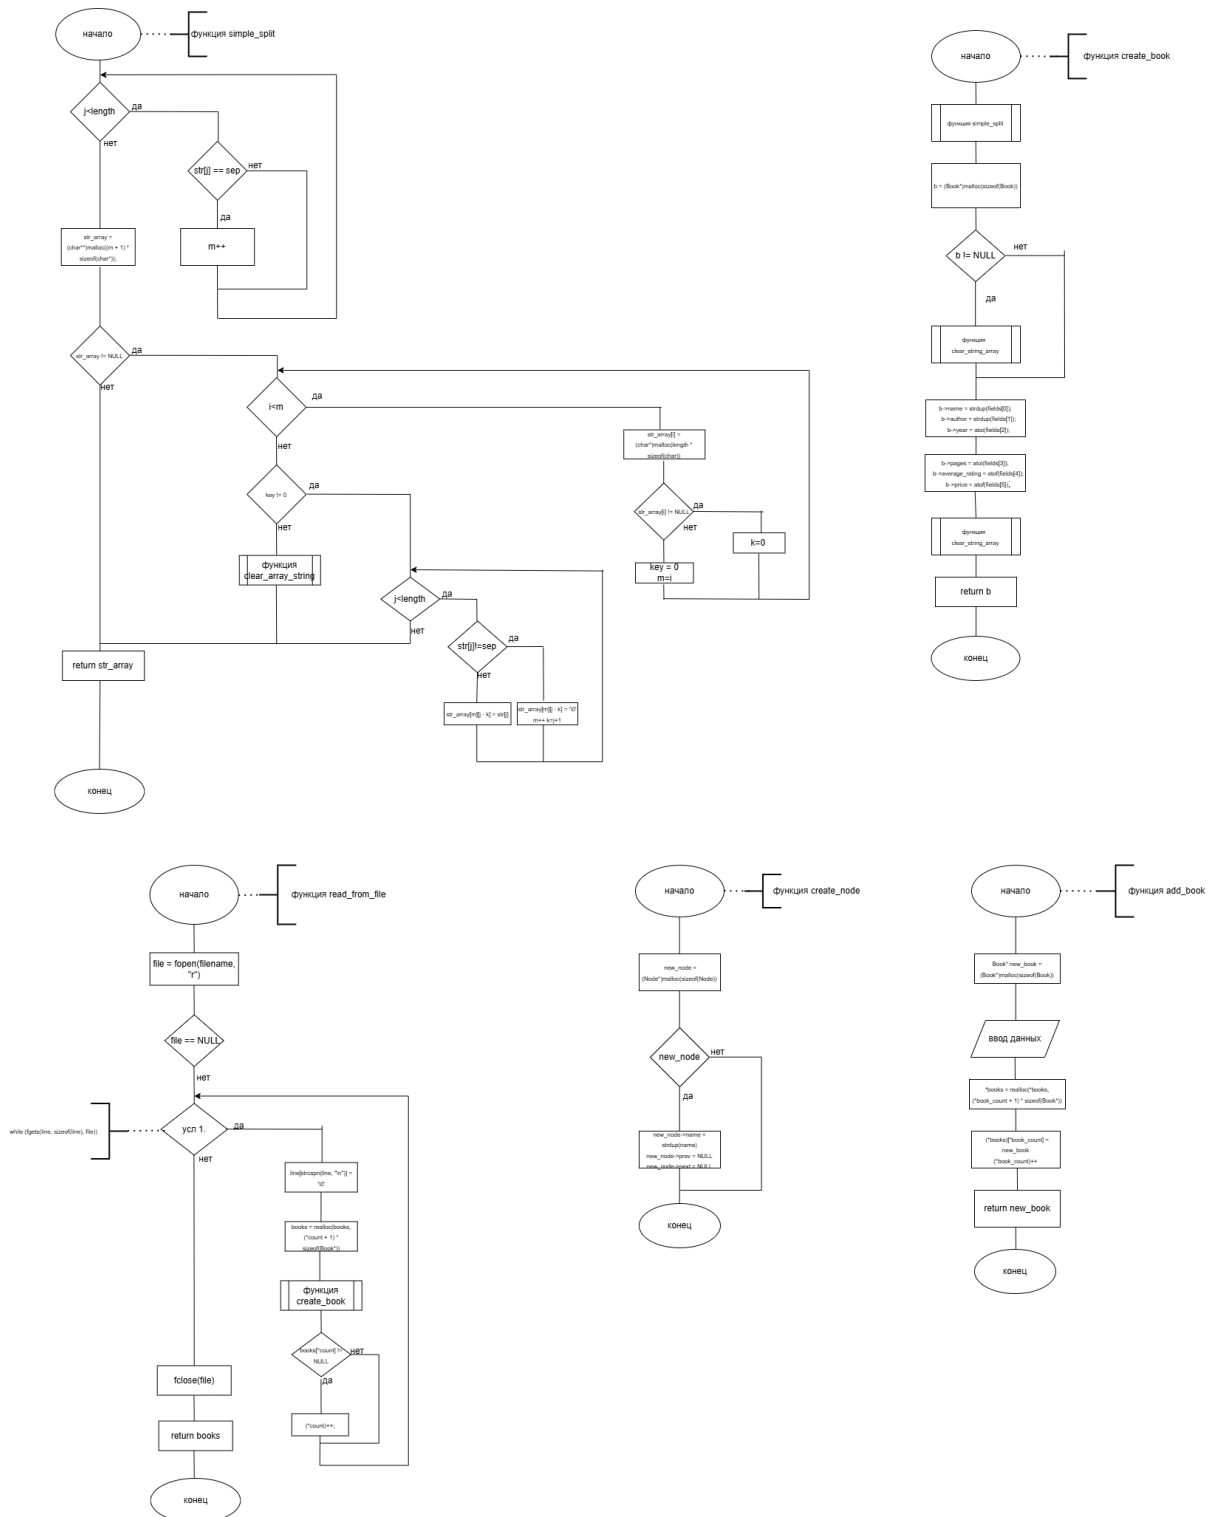 начало
функция simple_split
j<length
да
нет
str[j] == sep
нет
да
m++
str_array =
(char**)malloc((m + 1) *
sizeof(char*));
str_array != NULL
да
нет
i<m
да
нет
str_array[i] =
(char*)malloc(length *
sizeof(char))
str_array[i] != NULL
да
нет
k=0
key = 0
m=i
key != 0
да
нет
функция
clear_array_string
j<length
да
нет
str[j]!=sep
да
нет
str_array[m][j - k] = str[j]
str_array[m][j - k] = '\0'
m++ k=j+1
return str_array
конец
начало
функция create_book
функция simple_split
b = (Book*)malloc(sizeof(Book))
b != NULL
нет
да
функция
clear_string_array
b->name = strdup(fields[0]);
b->author = strdup(fields[1]);
b->year = atoi(fields[2]);
b->pages = atoi(fields[3]);
b->average_rating = atof(fields[4]);
b->price = atof(fields[5]);
функция
clear_string_array
return b
конец
начало
функция read_from_file
file = fopen(filename,
"r")
file == NULL
нет
while (fgets(line, sizeof(line), file))
усл 1.
да
нет
line[strcspn(line, "\n")] =
'\0'
books = realloc(books,
(*count + 1) *
sizeof(Book*))
функция
create_book
books[*count] !=
NULL
нет
да
(*count)++;
fclose(file)
return books
конец
начало
функция create_node
new_node =
(Node*)malloc(sizeof(Node))
new_node
нет
да
new_node->name =
strdup(name)
new_node->prev = NULL
new_node->next = NULL
конец
начало
функция add_book
Book* new_book =
(Book*)malloc(sizeof(Book))
ввод данных
*books = realloc(*books,
(*book_count + 1) * sizeof(Book*))
(*books)[*book_count] =
new_book
(*book_count)++
return new_book
конец